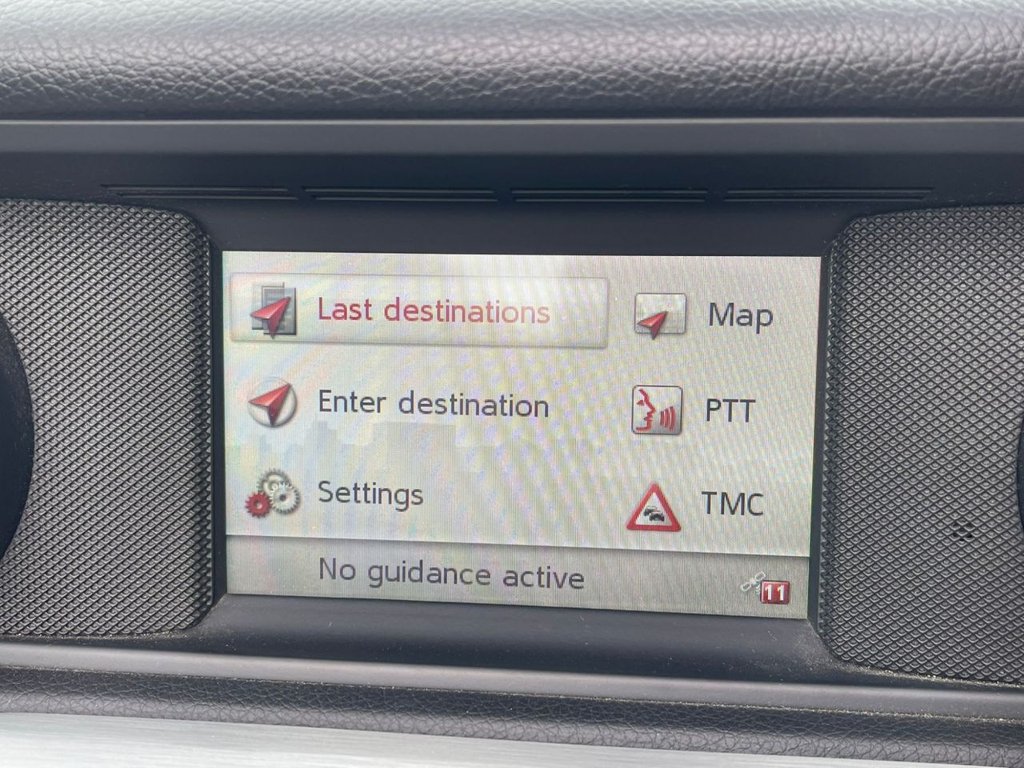 Last destinations
Map
Enter destination
PTT
Settings
TMC
No guidance active
11